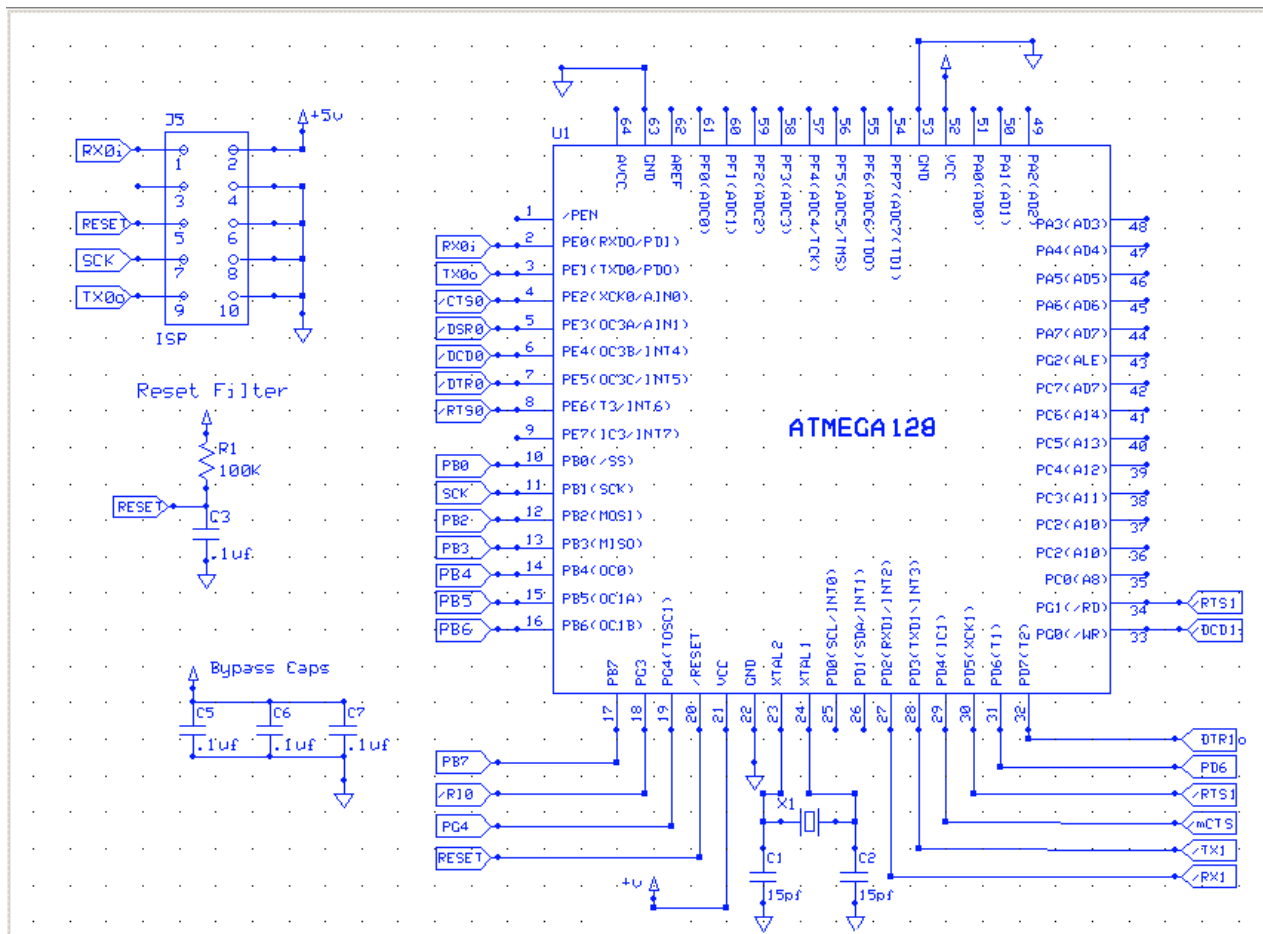 J5
+5v
RX0i
1 2
3 4
RESET
5 6
SCK
7 8
TX0o
9 10
ISP
Reset Filter
R1
100K
RESET
C3
.1uf
Bypass Caps
C5 C6 C7
.1uf .1uf .1uf
U1
ATMEGA128
64 AVCC
63 GND
62 AREF
61 PF0(ADC0)
60 PF1(ADC1)
59 PF2(ADC2)
58 PF3(ADC3)
57 PF4(ADC4/TCK)
56 PF5(ADC5/TMS)
55 PF6(ADC6/TDO)
54 PFP7(ADC7(TDI)
53 GND
52 VCC
51 PA0(AD0)
50 PA1(AD1)
49 PA2(AD2)
1 /PEN
RX0i 2 PE0(RXD0/PDI)
TX0o 3 PE1(TXD0/PDO)
/CTS0 4 PE2(XCK0/AIN0)
/DSR0 5 PE3(OC3A/AIN1)
/DCD0 6 PE4(OC3B/INT4)
/DTR0 7 PE5(OC3C/INT5)
/RTS0 8 PE6(T3/INT6)
9 PE7(IC3/INT7)
PB0 10 PB0(/SS)
SCK 11 PB1(SCK)
PB2 12 PB2(MOSI)
PB3 13 PB3(MISO)
PB4 14 PB4(OC0)
PB5 15 PB5(OC1A)
PB6 16 PB6(OC1B)
PA3(AD3) 48
PA4(AD4) 47
PA5(AD5) 46
PA6(AD6) 45
PA7(AD7) 44
PG2(ALE) 43
PC7(AD7) 42
PC6(A14) 41
PC5(A13) 40
PC4(A12) 39
PC3(A11) 38
PC2(A10) 37
PC2(A10) 36
PC0(A8) 35
PG1(/RD) 34 /RTS1
PG0(/WR) 33 /DCD1
PB7 17
PG3 18
PG4(TOSC1) 19
/RESET 20
VCC 21
GND 22
XTAL2 23
XTAL1 24
PD0(SCL/INT0) 25
PD1(SDA/INT1) 26
PD2(RXD1/INT2) 27
PD3(TXD1\INT3) 28
PD4(IC1) 29
PD5(XCK1) 30
PD6(T1) 31
PD7(T2) 32
PB7
/RI0
PG4
RESET
+v
X1
C1 C2
15pf 15pf
DTR1o
PD6
/RTS1
/mCTS
/TX1
/RX1